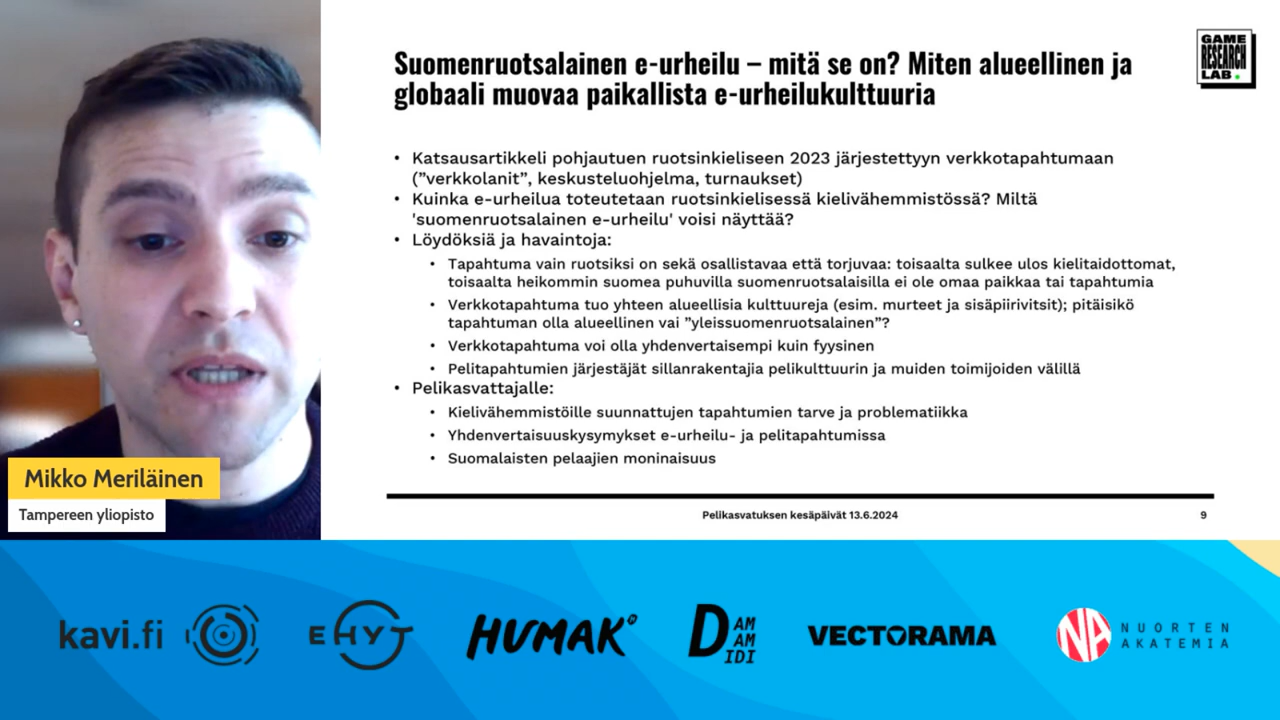 Suomenruotsalainen e-urheilu – mitä se on? Miten alueellinen ja
globaali muovaa paikallista e-urheilukulttuuria
GAME
RESEARCH
LAB.
• Katsausartikkeli pohjautuen ruotsinkieliseen 2023 järjestettyyn verkkotapahtumaan
(”verkkolanit”, keskusteluohjelma, turnaukset)
• Kuinka e-urheilua toteutetaan ruotsinkielisessä kielivähemmistössä? Miltä
'suomenruotsalainen e-urheilu' voisi näyttää?
• Löydöksiä ja havaintoja:
• Tapahtuma vain ruotsiksi on sekä osallistavaa että torjuvaa: toisaalta sulkee ulos kielitaidottomat,
toisaalta heikommin suomea puhuvilla suomenruotsalaisilla ei ole omaa paikkaa tai tapahtumia
• Verkkotapahtuma tuo yhteen alueellisia kulttuureja (esim. murteet ja sisäpiirivitsit); pitäisikö
tapahtuman olla alueellinen vai ”yleissuomenruotsalainen”?
• Verkkotapahtuma voi olla yhdenvertaisempi kuin fyysinen
• Pelitapahtumien järjestäjät sillanrakentajia pelikulttuurin ja muiden toimijoiden välillä
• Pelikasvattajalle:
• Kielivähemmistöille suunnattujen tapahtumien tarve ja problematiikka
• Yhdenvertaisuuskysymykset e-urheilu- ja pelitapahtumissa
• Suomalaisten pelaajien moninaisuus
Pelikasvatuksen kesäpäivät 13.6.2024
9
Mikko Meriläinen
Tampereen yliopisto
kavi.fi
EHYT
HUMAK
DAM
AM
IDI
VECTORAMA
NA
NUORTEN
AKATEMIA